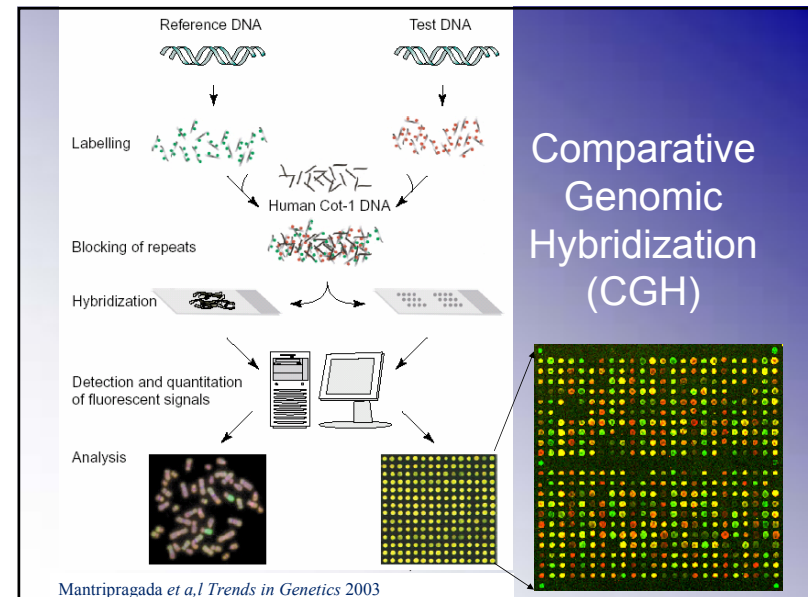 Reference DNA
Test DNA
Labelling
Human Cot-1 DNA
Blocking of repeats
Hybridization
Detection and quantitation
of fluorescent signals
Analysis
Comparative
Genomic
Hybridization
(CGH)
Mantripragada et a,l Trends in Genetics 2003